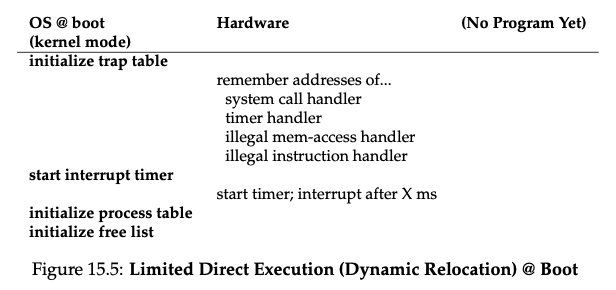 OS @ boot Hardware (No Program Yet)
(kernel mode)
initialize trap table
remember addresses of...
system call handler
timer handler
illegal mem-access handler
illegal instruction handler
start interrupt timer
start timer; interrupt after X ms
initialize process table
initialize free list
Figure 15.5: Limited Direct Execution (Dynamic Relocation) @ Boot